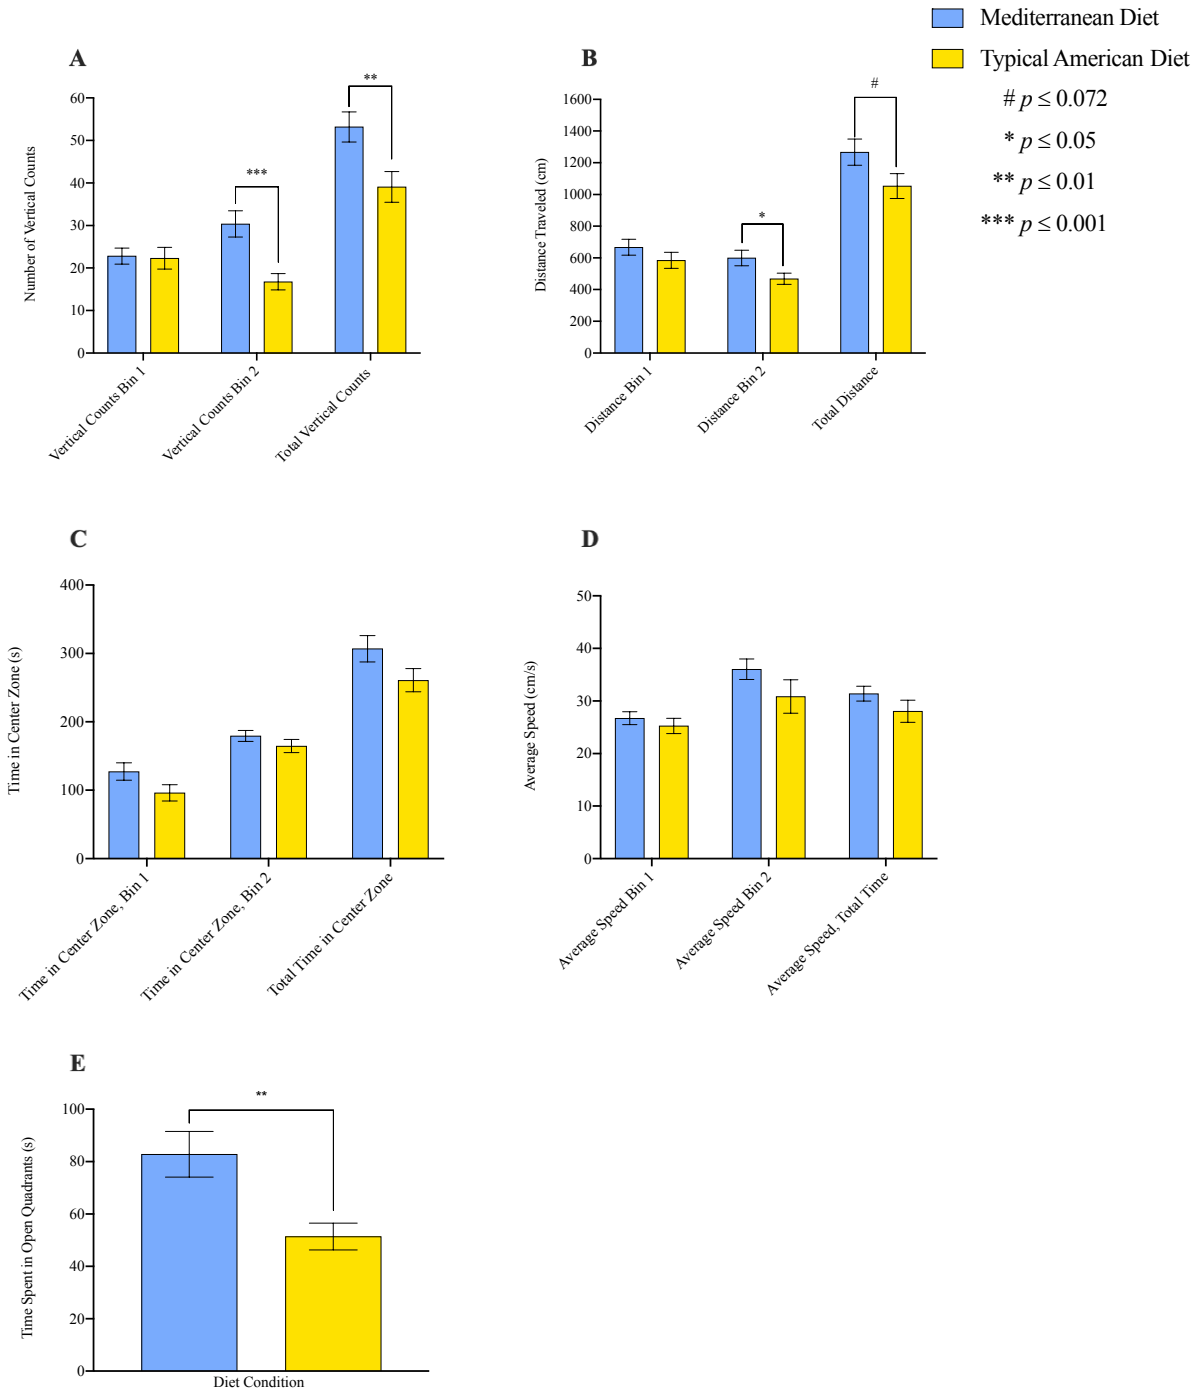 Mediterranean Diet
Typical American Diet
# p ≤ 0.072
* p ≤ 0.05
** p ≤ 0.01
*** p ≤ 0.001
A
Number of Vertical Counts
60
50
40
30
20
10
0
***
**
Vertical Counts Bin 1
Vertical Counts Bin 2
Total Vertical Counts
B
Distance Traveled (cm)
1600
1400
1200
1000
800
600
400
200
0
*
#
Distance Bin 1
Distance Bin 2
Total Distance
C
Time in Center Zone (s)
400
300
200
100
0
Time in Center Zone, Bin 1
Time in Center Zone, Bin 2
Total Time in Center Zone
D
Average Speed (cm/s)
50
40
30
20
10
0
Average Speed Bin 1
Average Speed Bin 2
Average Speed, Total Time
E
Time Spent in Open Quadrants (s)
100
80
60
40
20
0
**
Diet Condition